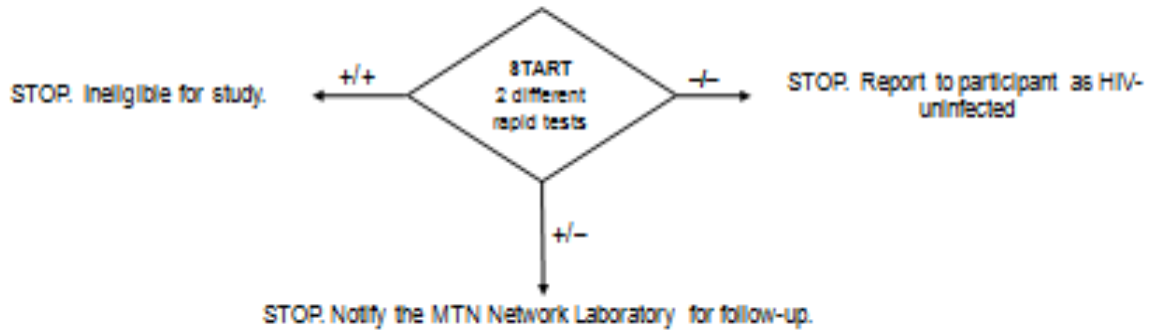 START
2 different
rapid tests
+/+
STOP. Ineligible for study.
–/–
STOP. Report to participant as HIV-
uninfected
+/–
STOP. Notify the MTN Network Laboratory for follow-up.